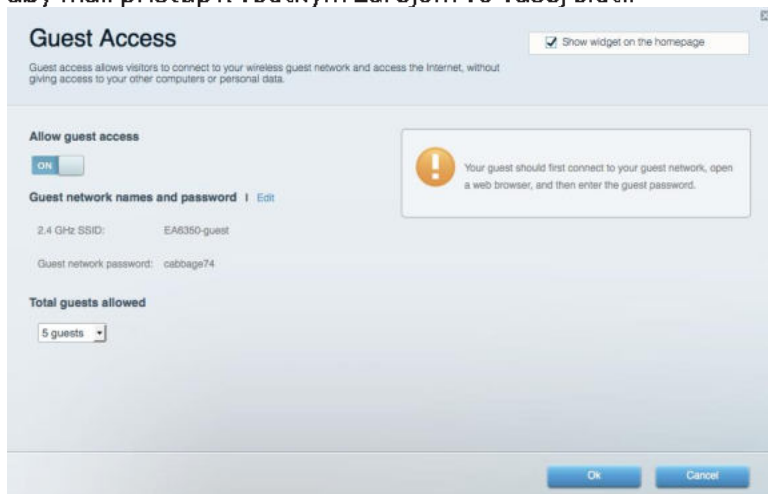 Guest Access
Show widget on the homepage
Guest access allows visitors to connect to your wireless guest network and access the Internet, without
giving access to your other computers or personal data.
Allow guest access
ON
Your guest should first connect to your guest network, open
a web browser, and then enter the guest password.
Guest network names and password | Edit
2.4 GHz SSID: EA6350-guest
Guest network password: cabbage74
Total guests allowed
5 guests
Ok
Cancel